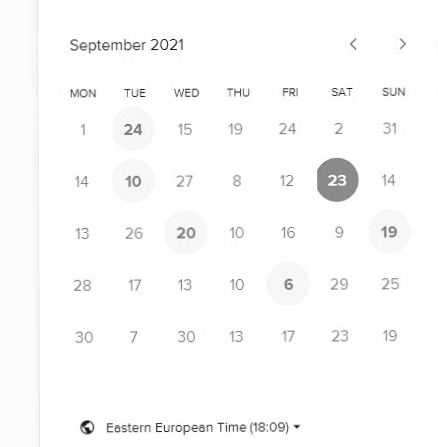 September 2021
MON TUE WED THU FRI SAT SUN
1 24 15 19 24 2 31
14 10 27 8 12 23 14
13 26 20 10 16 9 19
28 17 13 10 6 29 25
30 7 30 13 17 23 19
Eastern European Time (18:09)